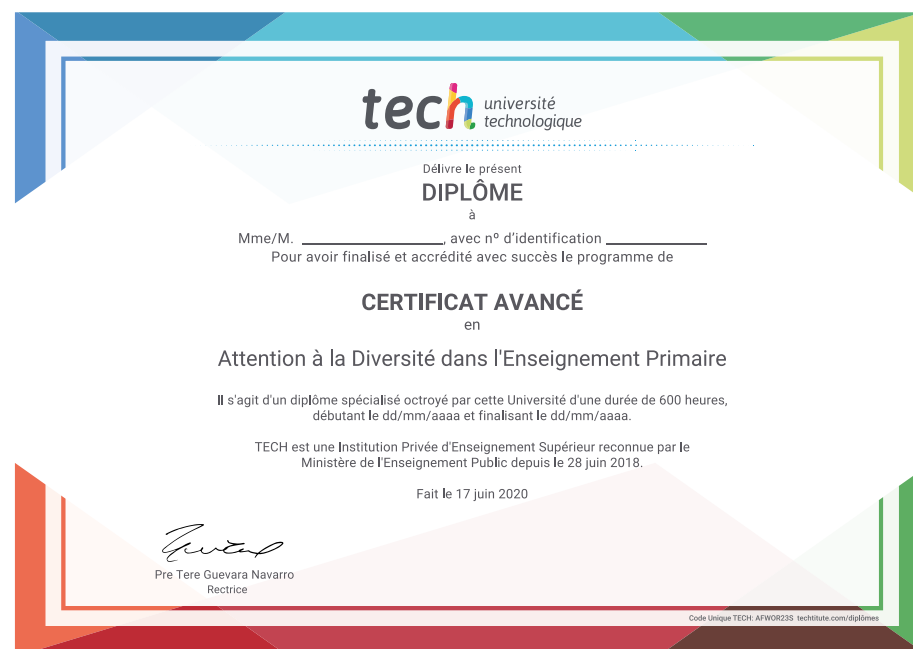 tech université
technologique
Délivre le présent
DIPLÔME
à
Mme/M. ____________________, avec nº d'identification ______________
Pour avoir finalisé et accrédité avec succès le programme de
CERTIFICAT AVANCÉ
en
Attention à la Diversité dans l'Enseignement Primaire
Il s'agit d'un diplôme spécialisé octroyé par cette Université d'une durée de 600 heures,
débutant le dd/mm/aaaa et finalisant le dd/mm/aaaa.
TECH est une Institution Privée d'Enseignement Supérieur reconnue par le
Ministère de l'Enseignement Public depuis le 28 juin 2018.
Fait le 17 juin 2020
Pre Tere Guevara Navarro
Rectrice
Code Unique TECH: AFWOR23S techtitute.com/diplômes